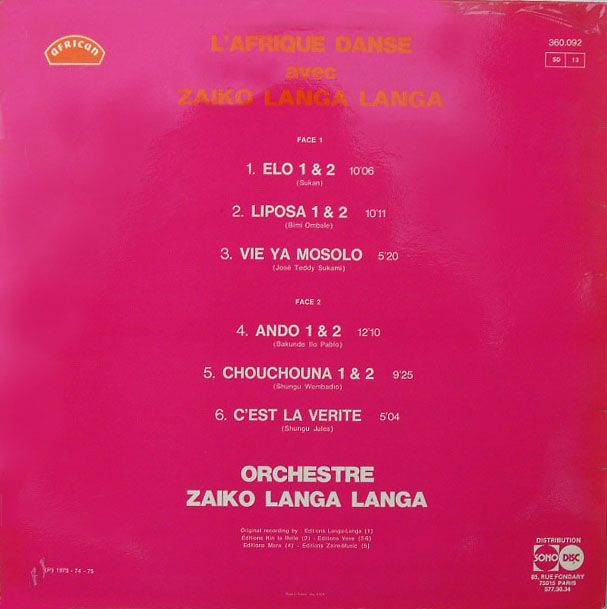 african
L'AFRIQUE DANSE
avec
ZAIKO LANGA LANGA
360.092
SD 13
FACE 1
1. ELO 1 & 2 10'06
(Sukan)
2. LIPOSA 1 & 2 10'11
(Bimi Ombale)
3. VIE YA MOSOLO 5'20
(José Teddy Sukami)
FACE 2
4. ANDO 1 & 2 12'10
(Bakunde Ilo Pablo)
5. CHOUCHOUNA 1 & 2 9'25
(Shungu Wembadio)
6. C'EST LA VERITE 5'04
(Shungu Jules)
ORCHESTRE
ZAIKO LANGA LANGA
Original recording by : Editions Langa-Langa (1)
Editions Kin la Belle (2) - Editions Veve (3-6)
Editions Mara (4) - Editions Zaire-Music (5)
(P) 1973 - 74 - 75
DISTRIBUTION
SONO DISC
85, RUE FONDARY
75015 PARIS
577.30.34